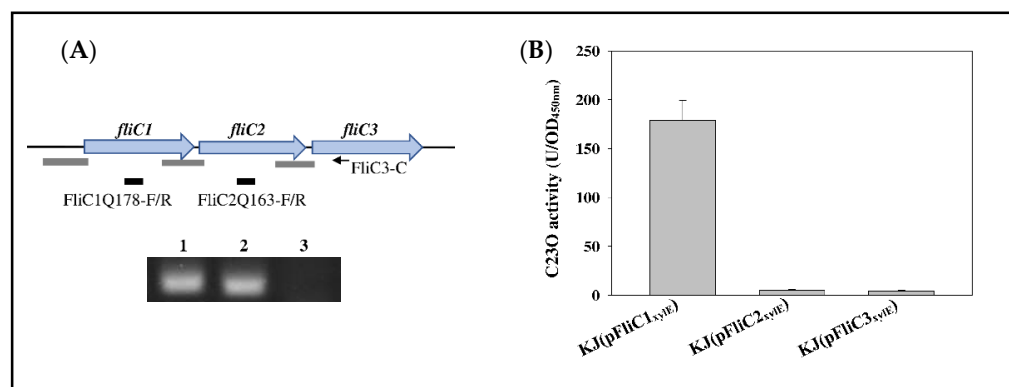 (A)
fliC1 fliC2 fliC3
FliC3-C
FliC1Q178-F/R FliC2Q163-F/R
1 2 3
(B)
C23O activity (U/OD450nm)
250
200
150
100
50
0
KJ(pFliC1xylE)
KJ(pFliC2xylE)
KJ(pFliC3xylE)